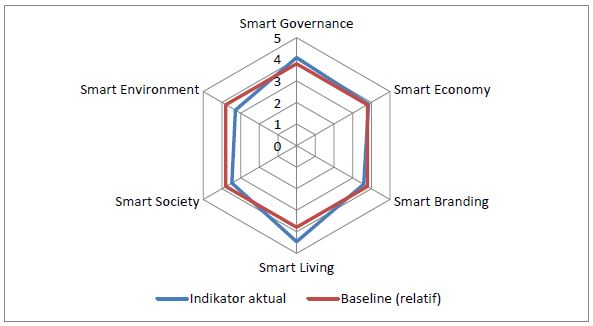 Smart Governance
5
4
3
2
1
0
Smart Environment
Smart Economy
Smart Society
Smart Branding
Smart Living
Indikator aktual
Baseline (relatif)